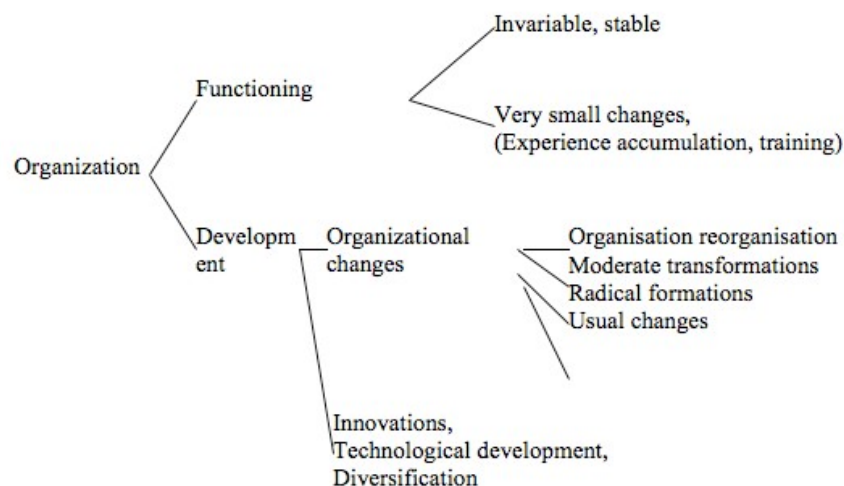 Invariable, stable
Functioning
Very small changes,
(Experience accumulation, training)
Organization
Developm
ent
Organizational
changes
Organisation reorganisation
Moderate transformations
Radical formations
Usual changes
Innovations,
Technological development,
Diversification